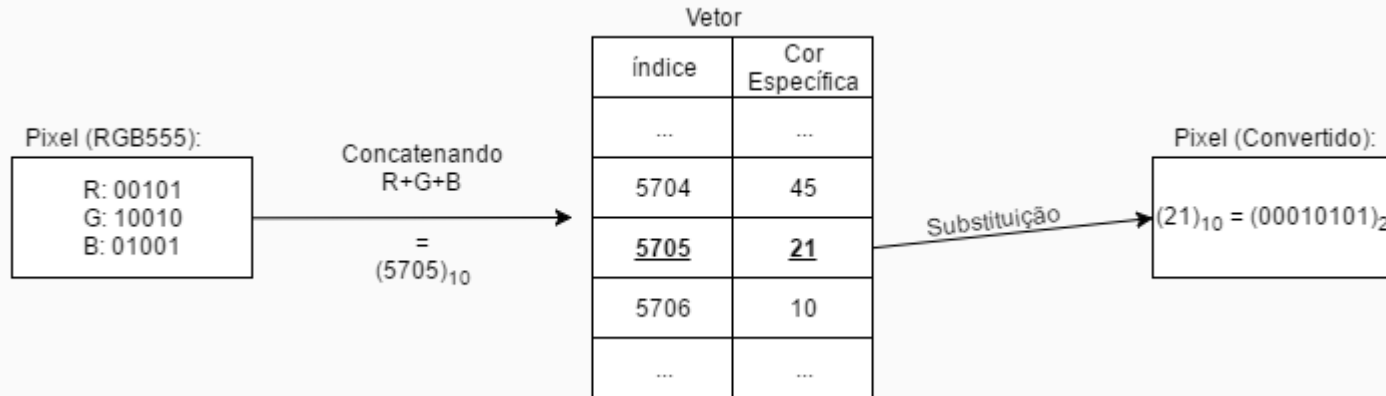 Vetor
índice
Cor
Específica
... ...
Pixel (RGB555):
R: 00101
G: 10010
B: 01001
Concatenando
R+G+B
=
(5705)10
5704 45
5705 21
5706 10
... ...
Substituição
Pixel (Convertido):
(21)10 = (00010101)2